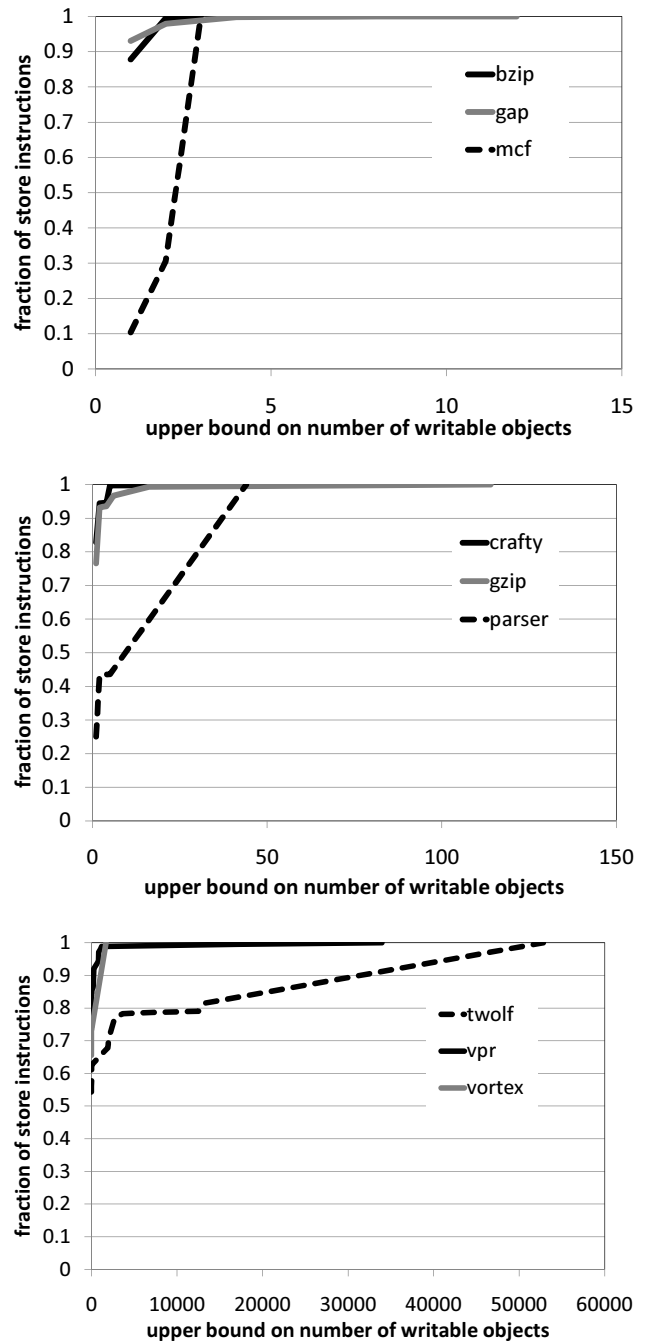 1
0.9
0.8
0.7
0.6
0.5
0.4
0.3
0.2
0.1
0
fraction of store instructions
bzip
gap
mcf
0 5 10 15
upper bound on number of writable objects
1
0.9
0.8
0.7
0.6
0.5
0.4
0.3
0.2
0.1
0
fraction of store instructions
crafty
gzip
parser
0 50 100 150
upper bound on number of writable objects
1
0.9
0.8
0.7
0.6
0.5
0.4
0.3
0.2
0.1
0
fraction of store instructions
twolf
vpr
vortex
0 10000 20000 30000 40000 50000 60000
upper bound on number of writable objects